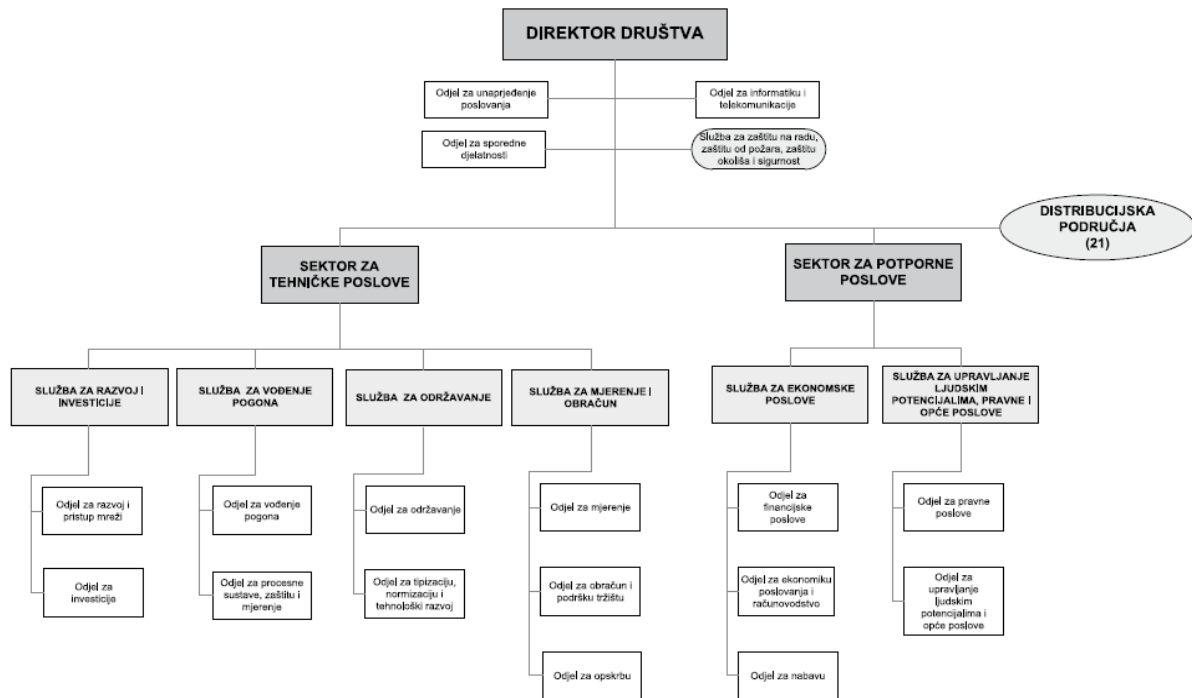 DIREKTOR DRUŠTVA
Odjel za unaprjeđenje
poslovanja
Odjel za informatiku i
telekomunikacije
Odjel za sporedne
djelatnosti
Služba za zaštitu na radu,
zaštitu od požara, zaštitu
okoliša i sigurnost
DISTRIBUCIJSKA
PODRUČJA
(21)
SEKTOR ZA
TEHNIČKE POSLOVE
SEKTOR ZA POTPORNE
POSLOVE
SLUŽBA ZA RAZVOJ I
INVESTICIJE
SLUŽBA ZA VOĐENJE
POGONA
SLUŽBA ZA ODRŽAVANJE
SLUŽBA ZA MJERENJE I
OBRAČUN
SLUŽBA ZA EKONOMSKE
POSLOVE
SLUŽBA ZA UPRAVLJANJE
LJUDSKIM
POTENCIJALIMA, PRAVNE I
OPĆE POSLOVE
Odjel za razvoj i
pristup mreži
Odjel za vođenje
pogona
Odjel za održavanje
Odjel za mjerenje
Odjel za
financijske
poslove
Odjel za pravne
poslove
Odjel za
investicije
Odjel za procesne
sustave, zaštitu i
mjerenje
Odjel za tipizaciju,
normizaciju i
tehnološki razvoj
Odjel za obračun i
podršku tržištu
Odjel za ekonomiku
poslovanja i
računovodstvo
Odjel za
upravljanje
ljudskim
potencijalima i
opće poslove
Odjel za opskrbu
Odjel za nabavu